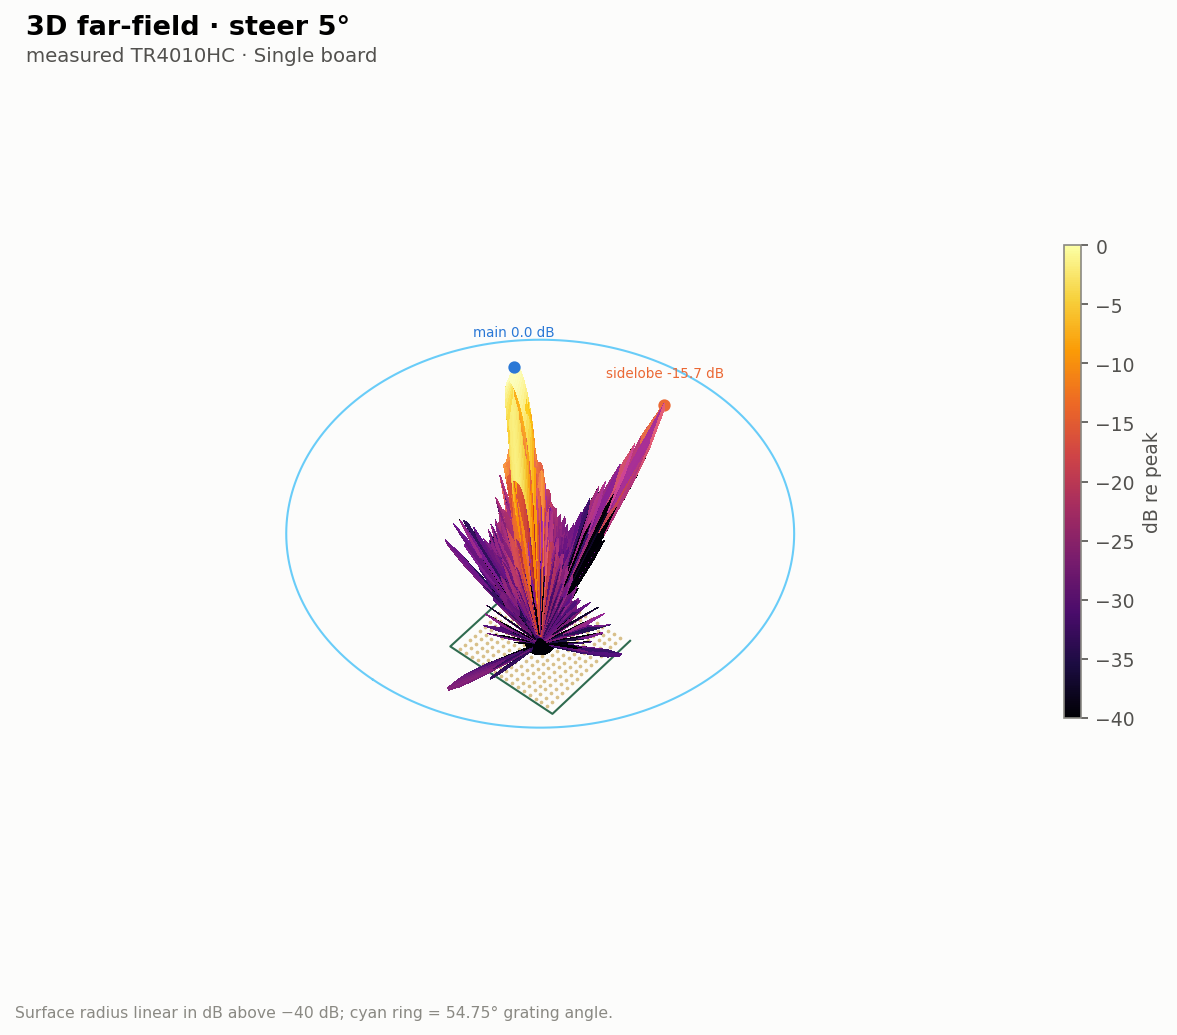 3D far-field · steer 5°
measured TR4010HC · Single board
main 0.0 dB
sidelobe -15.7 dB
0
−5
−10
−15
−20
−25
−30
−35
−40
dB re peak
Surface radius linear in dB above −40 dB; cyan ring = 54.75° grating angle.